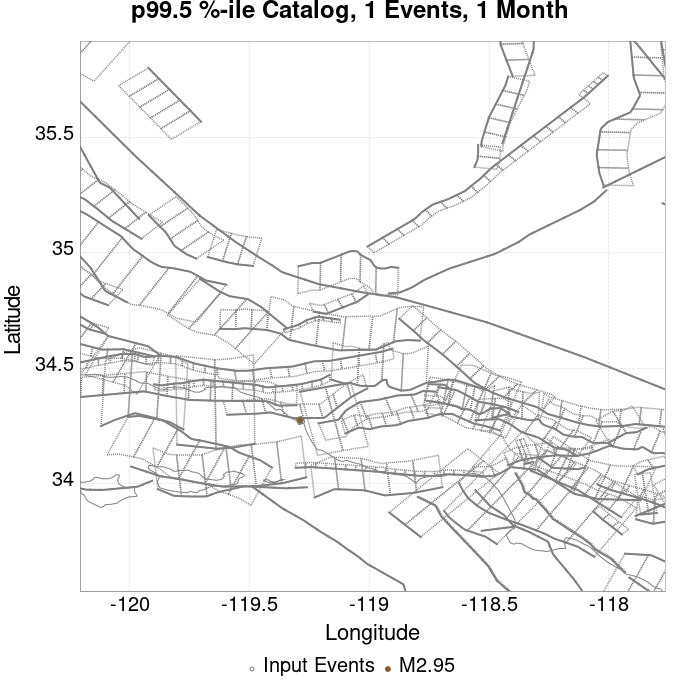 p99.5 %-ile Catalog, 1 Events, 1 Month
35.5
35
34.5
34
Latitude
-120 -119.5 -119 -118.5 -118
Longitude
Input Events M2.95